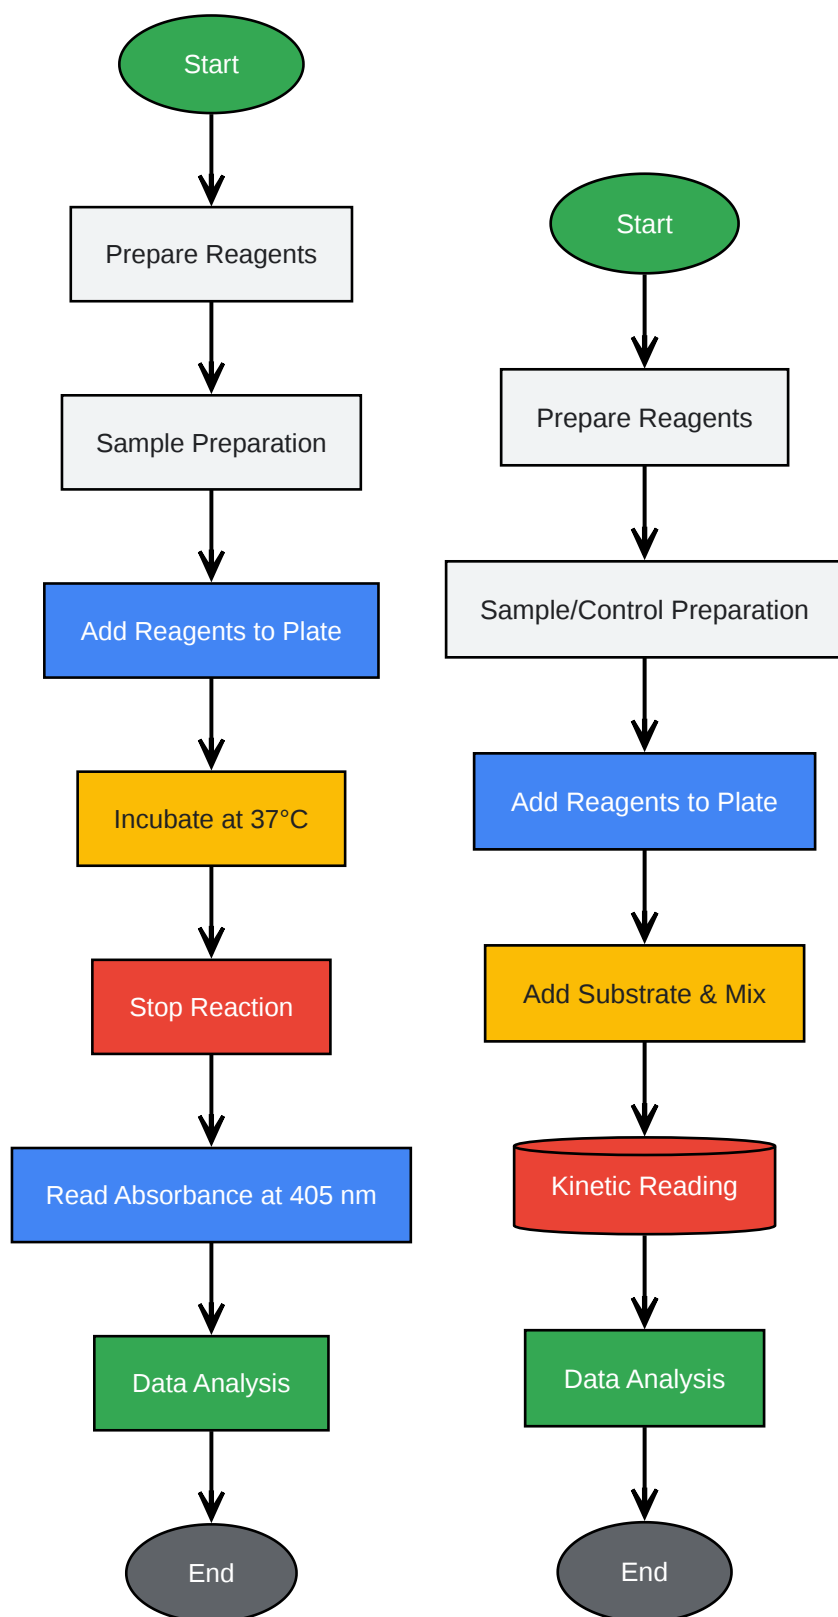 Start
Prepare Reagents
Sample Preparation
Add Reagents to Plate
Incubate at 37°C
Stop Reaction
Read Absorbance at 405 nm
Data Analysis
End
Start
Prepare Reagents
Sample/Control Preparation
Add Reagents to Plate
Add Substrate & Mix
Kinetic Reading
Data Analysis
End